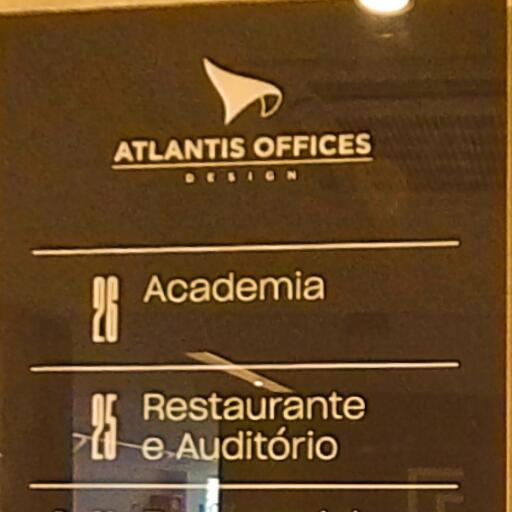 ATLANTIS OFFICES
DESIGN
26 Academia
25 Restaurante
e Auditório